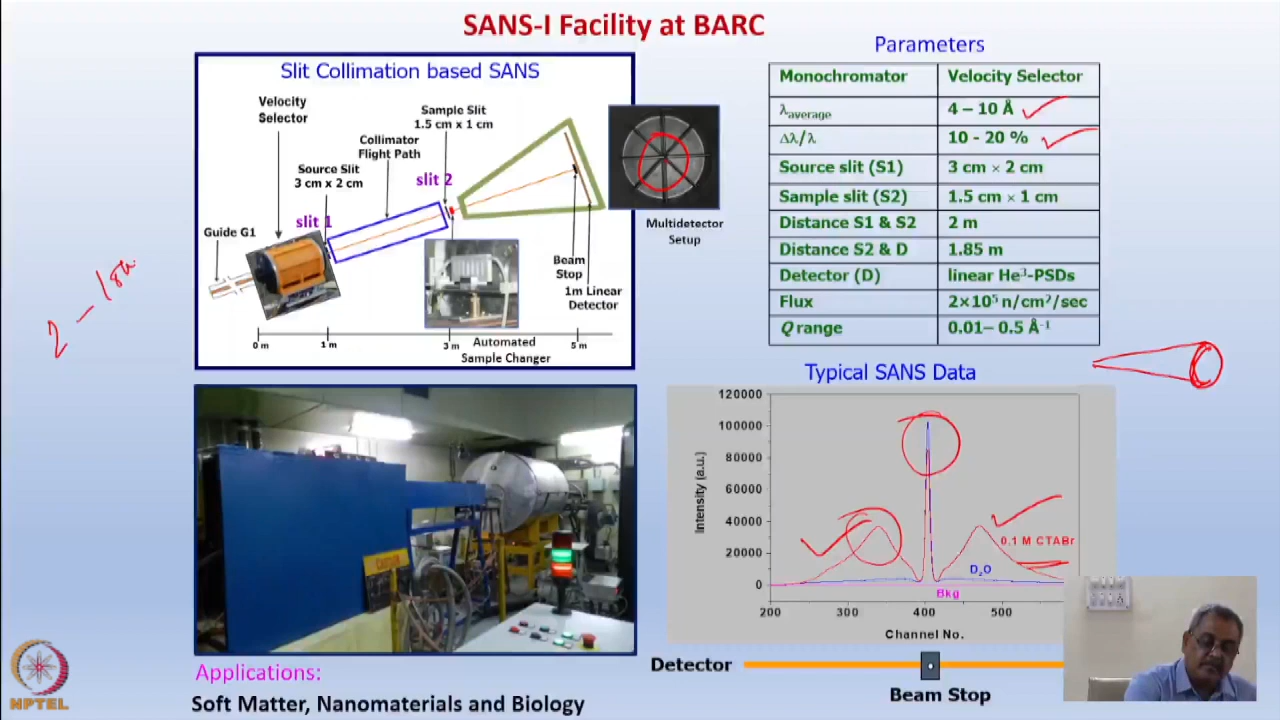 SANS-I Facility at BARC
Slit Collimation based SANS
Velocity
Selector
Sample Slit
1.5 cm x 1 cm
Collimator
Flight Path
Source Slit
3 cm x 2 cm
slit 2
slit 1
Guide G1
Beam
Stop
1m Linear
Detector
0 m
1 m
3 m
5 m
Automated
Sample Changer
Multidetector
Setup
Parameters
Monochromator Velocity Selector
λaverage 4 – 10 Å
Δλ/λ 10 - 20 %
Source slit (S1) 3 cm × 2 cm
Sample slit (S2) 1.5 cm × 1 cm
Distance S1 & S2 2 m
Distance S2 & D 1.85 m
Detector (D) linear He³-PSDs
Flux 2×10⁵ n/cm²/sec
Q range 0.01– 0.5 Å⁻¹
Typical SANS Data
120000
100000
80000
60000
40000
20000
0
Intensity (a.u.)
0.1 M CTABr
D₂O
Bkg
200 300 400 500
Channel No.
Detector
Beam Stop
CAUTION
Applications:
Soft Matter, Nanomaterials and Biology
NPTEL